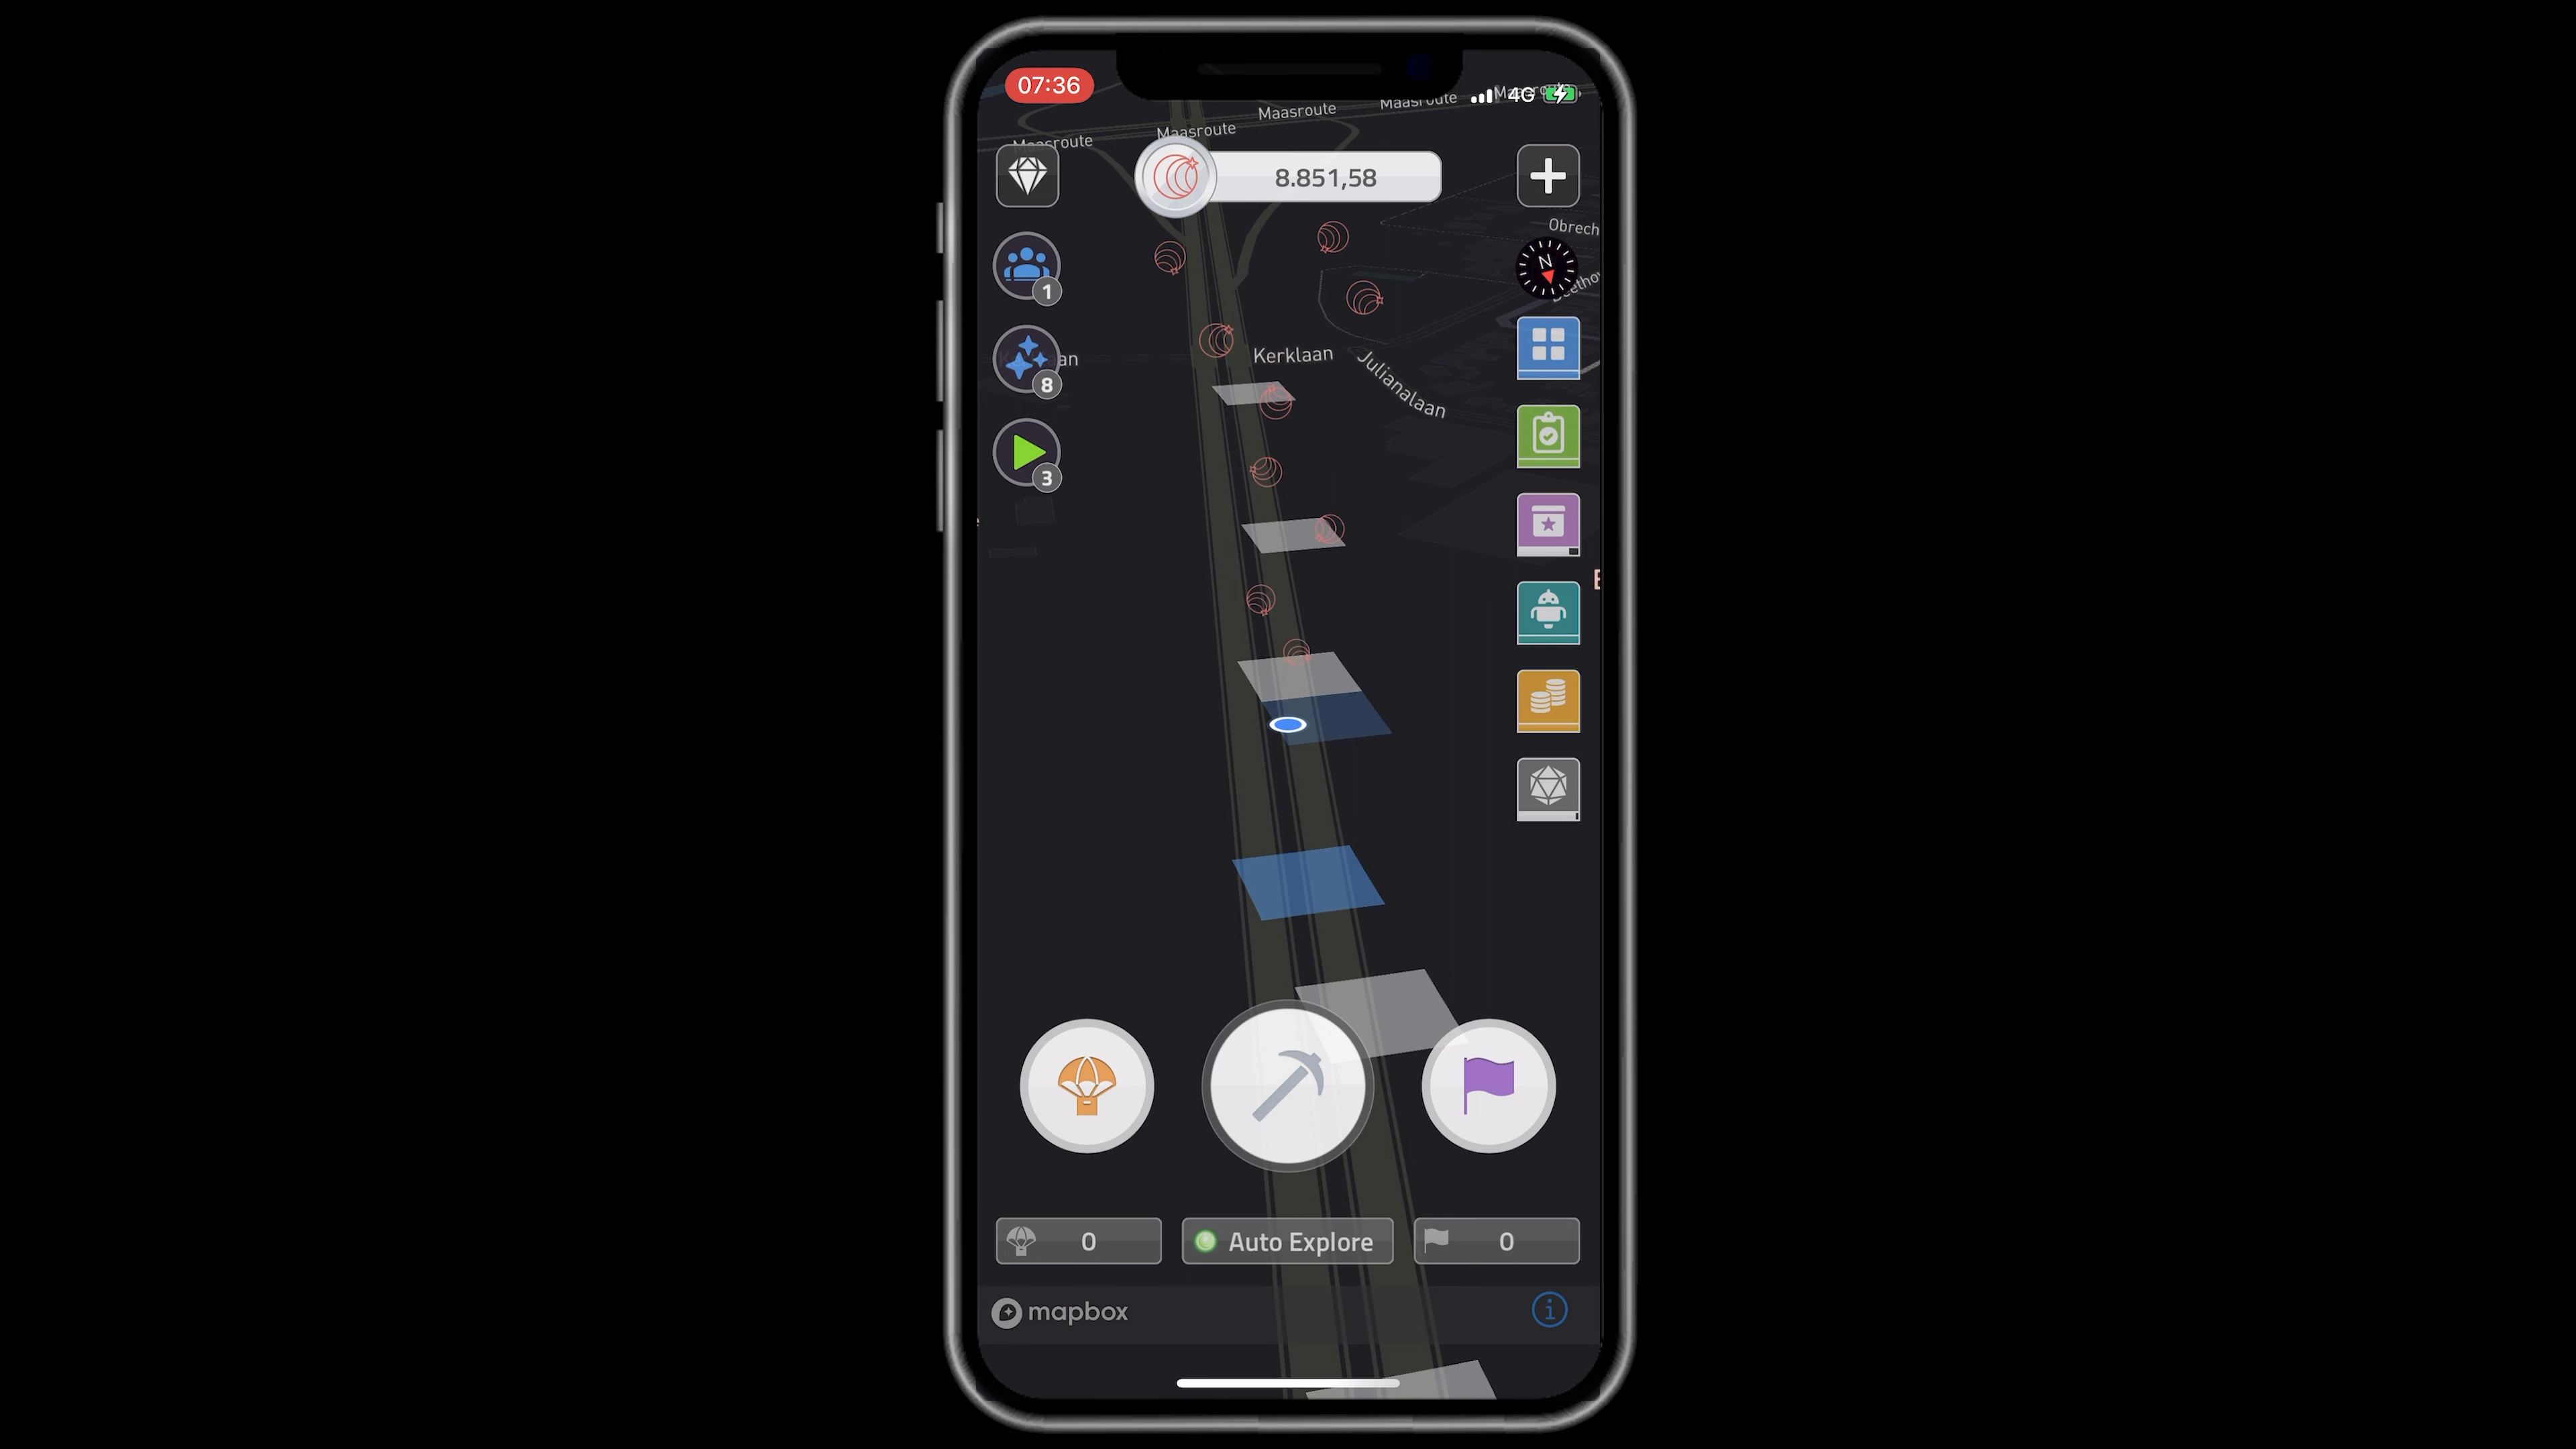 07:36
4G
Maasroute
Maasroute
Maasroute
Maasroute
8.851,58
Obrech
N
1
an
8
Kerklaan
Julianalaan
3
0
Auto Explore
0
mapbox